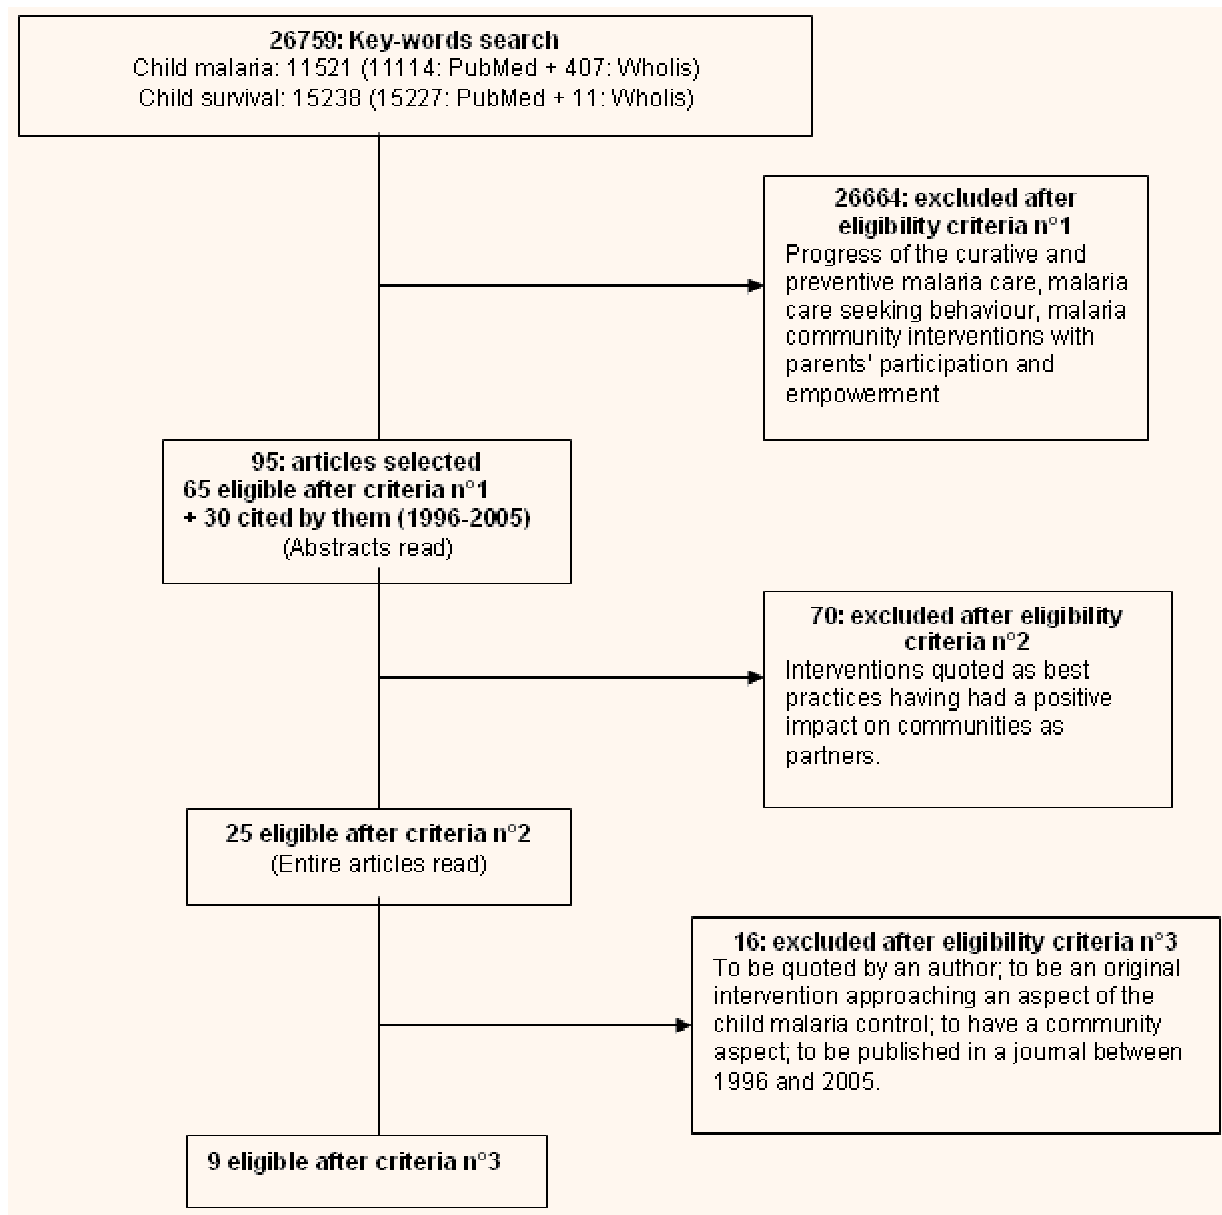 26759: Key-words search
Child malaria: 11521 (11114: PubMed + 407: Wholis)
Child survival: 15238 (15227: PubMed + 11: Wholis)
26664: excluded after
eligibility criteria n°1
Progress of the curative and
preventive malaria care, malaria
care seeking behaviour, malaria
community interventions with
parents' participation and
empowerment
95: articles selected
65 eligible after criteria n°1
+ 30 cited by them (1996-2005)
(Abstracts read)
70: excluded after eligibility
criteria n°2
Interventions quoted as best
practices having had a positive
impact on communities as
partners.
25 eligible after criteria n°2
(Entire articles read)
16: excluded after eligibility criteria n°3
To be quoted by an author; to be an original
intervention approaching an aspect of the
child malaria control; to have a community
aspect; to be published in a journal between
1996 and 2005.
9 eligible after criteria n°3